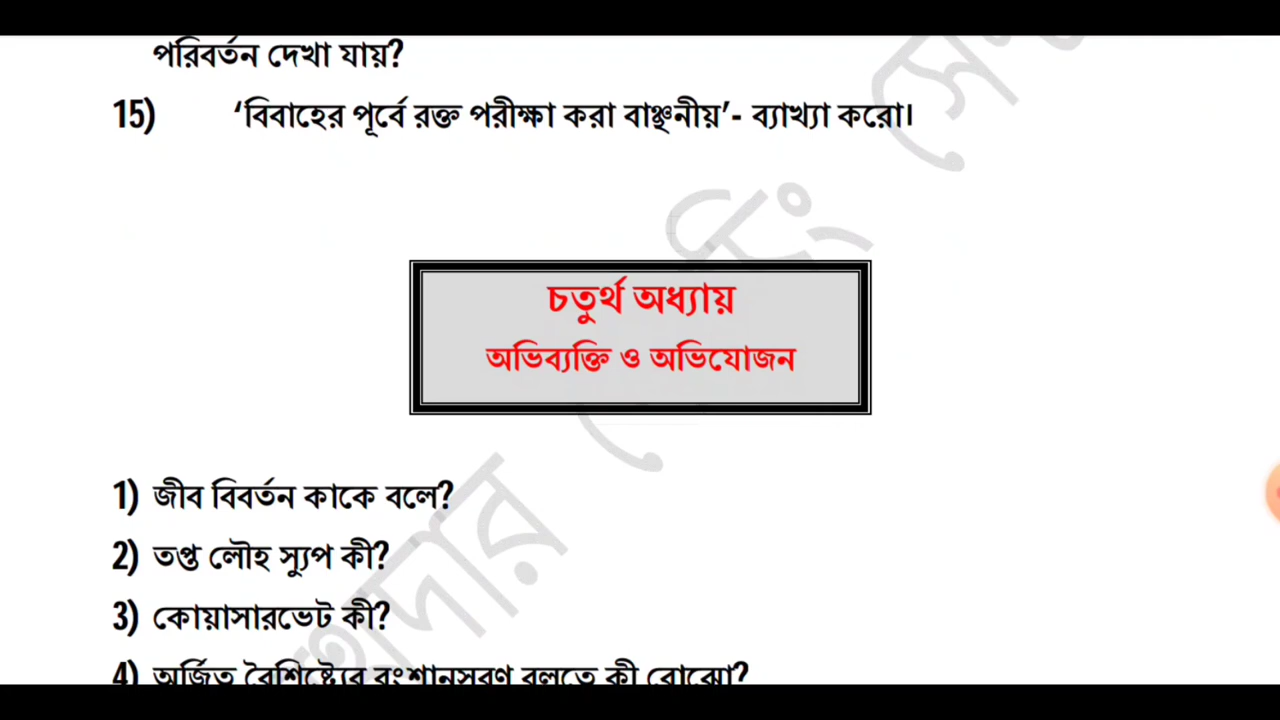 পরিবর্তন দেখা যায়?
15) ‘বিবাহের পূর্বে রক্ত পরীক্ষা করা বাঞ্ছনীয়’- ব্যাখ্যা করো।
চতুর্থ অধ্যায়
অভিব্যক্তি ও অভিযোজন
1) জীব বিবর্তন কাকে বলে?
2) তপ্ত লৌহ স্যুপ কী?
3) কোয়াসারভেট কী?
4) অর্জিত বৈশিষ্ট্যের বংশানুসরণ বলতে কী বোঝো?